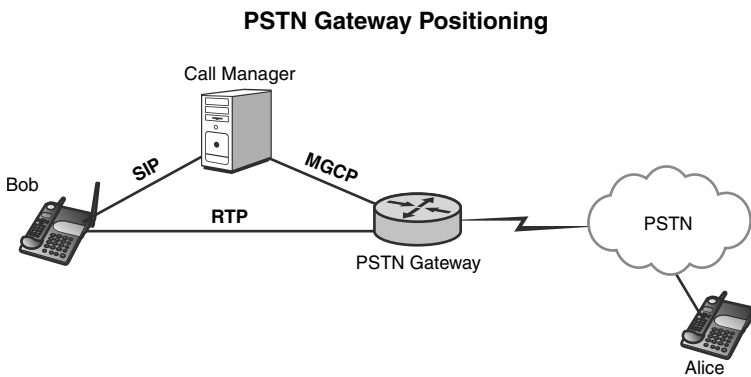 PSTN Gateway Positioning
Call Manager
SIP
MGCP
Bob
RTP
PSTN
PSTN Gateway
Alice